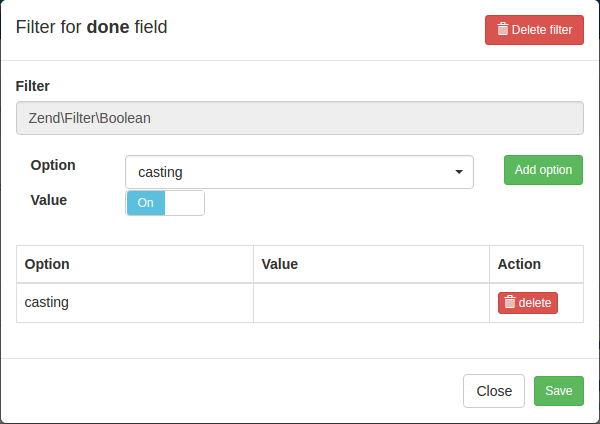 Filter for done field
Delete filter
Filter
Zend\Filter\Boolean
Option
casting
Add option
Value
On
Option Value Action
casting delete
Close Save